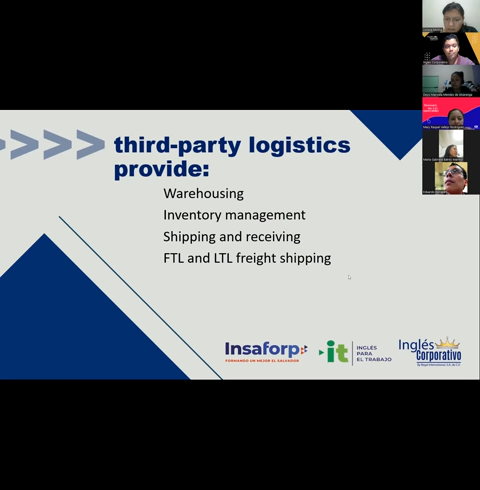 third-party logistics
provide:
Warehousing
Inventory management
Shipping and receiving
FTL and LTL freight shipping
Insaforp
FORMANDO UN MEJOR EL SALVADOR
it
INGLÉS
PARA
EL TRABAJO
Inglés
Corporativo